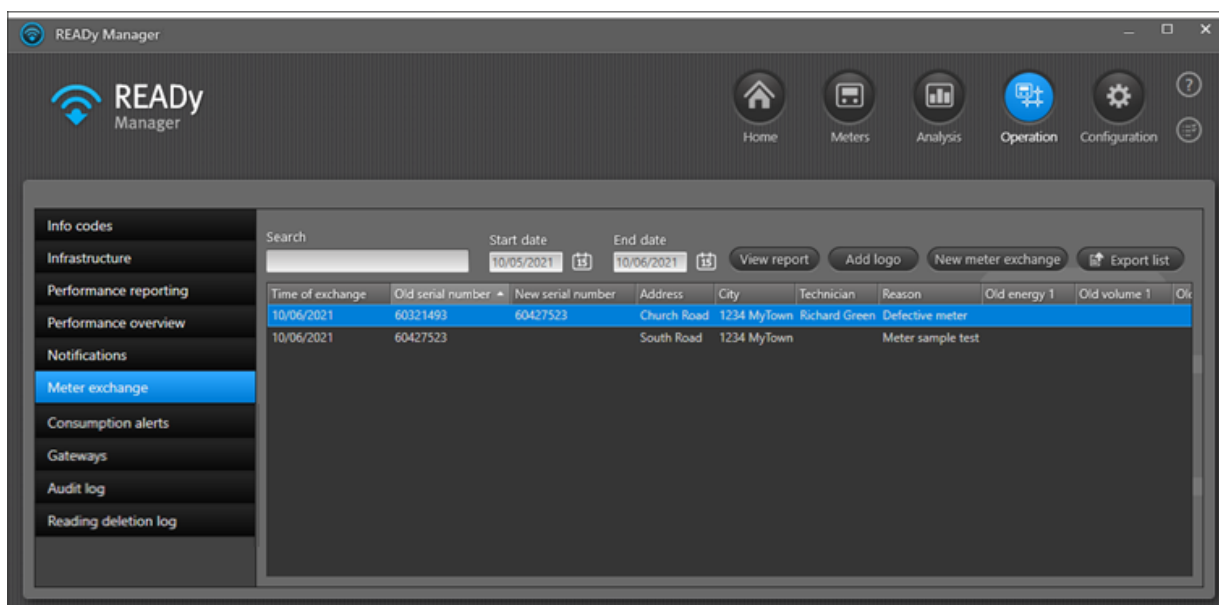 READy Manager
READy
Manager
Home Meters Analysis Operation Configuration
?
Info codes
Infrastructure
Performance reporting
Performance overview
Notifications
Meter exchange
Consumption alerts
Gateways
Audit log
Reading deletion log
Search Start date End date
10/05/2021 15 10/06/2021 15 View report Add logo New meter exchange Export list
Time of exchange Old serial number New serial number Address City Technician Reason Old energy 1 Old volume 1
10/06/2021 60321493 60427523 Church Road 1234 MyTown Richard Green Defective meter
10/06/2021 60427523 South Road 1234 MyTown Meter sample test